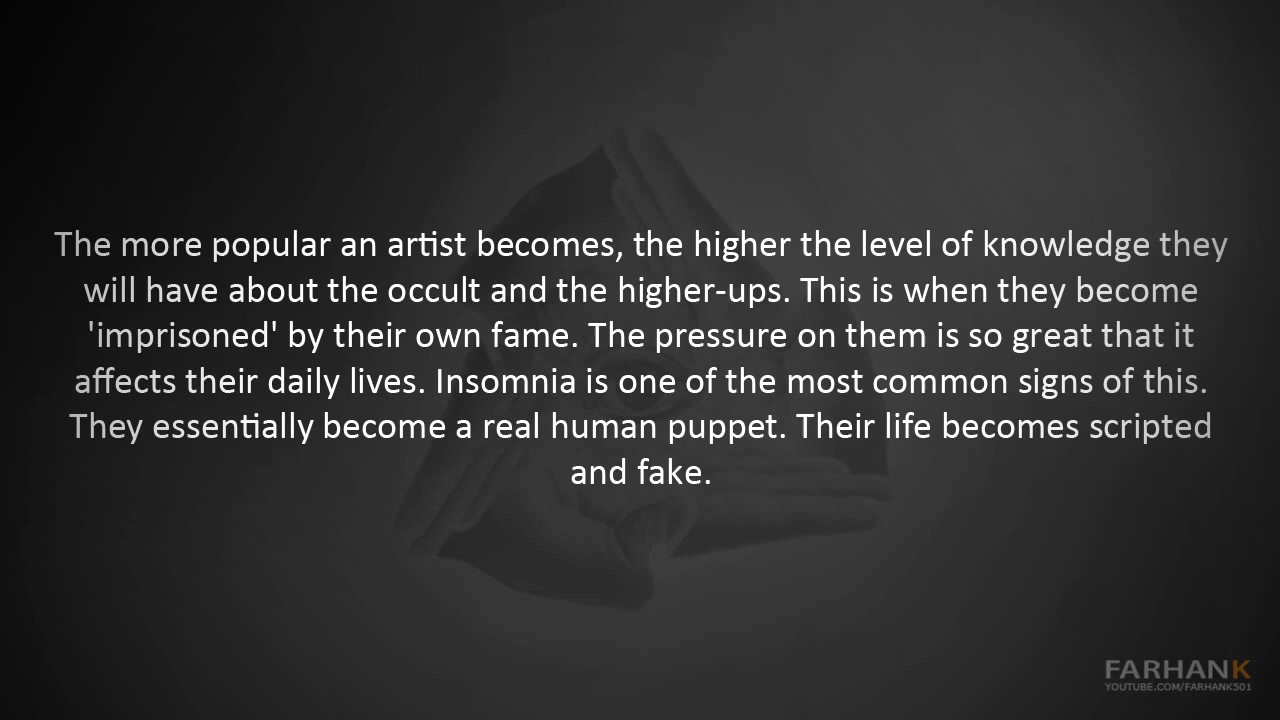 The more popular an artist becomes, the higher the level of knowledge they
will have about the occult and the higher-ups. This is when they become
'imprisoned' by their own fame. The pressure on them is so great that it
affects their daily lives. Insomnia is one of the most common signs of this.
They essentially become a real human puppet. Their life becomes scripted
and fake.
FARHANK
YOUTUBE.COM/FARHANK501